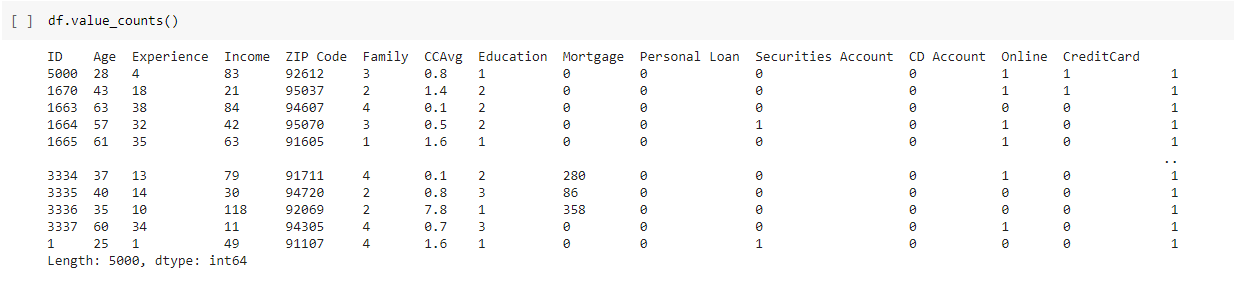 [ ] df.value_counts()
ID Age Experience Income ZIP Code Family CCAvg Education Mortgage Personal Loan Securities Account CD Account Online CreditCard
5000 28 4 83 92612 3 0.8 1 0 0 0 0 1 1 1
1670 43 18 21 95037 2 1.4 2 0 0 0 0 1 1 1
1663 63 38 84 94607 4 0.1 2 0 0 0 0 0 0 1
1664 57 32 42 95070 3 0.5 2 0 0 1 0 1 0 1
1665 61 35 63 91605 1 1.6 1 0 0 0 0 1 0 1
..
3334 37 13 79 91711 4 0.1 2 280 0 0 0 1 0 1
3335 40 14 30 94720 2 0.8 3 86 0 0 0 0 0 1
3336 35 10 118 92069 2 7.8 1 358 0 0 0 0 0 1
3337 60 34 11 94305 4 0.7 3 0 0 0 0 1 0 1
1 25 1 49 91107 4 1.6 1 0 0 1 0 0 0 1
Length: 5000, dtype: int64